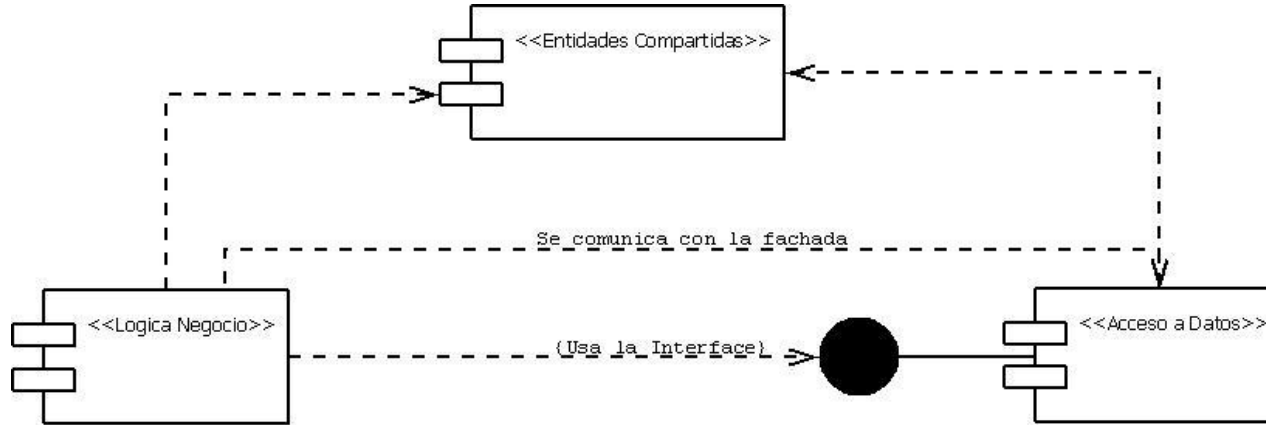 <<Entidades Compartidas>>
Se comunica con la fachada
<<Logica Negocio>>
{Usa la Interface}
<<Acceso a Datos>>